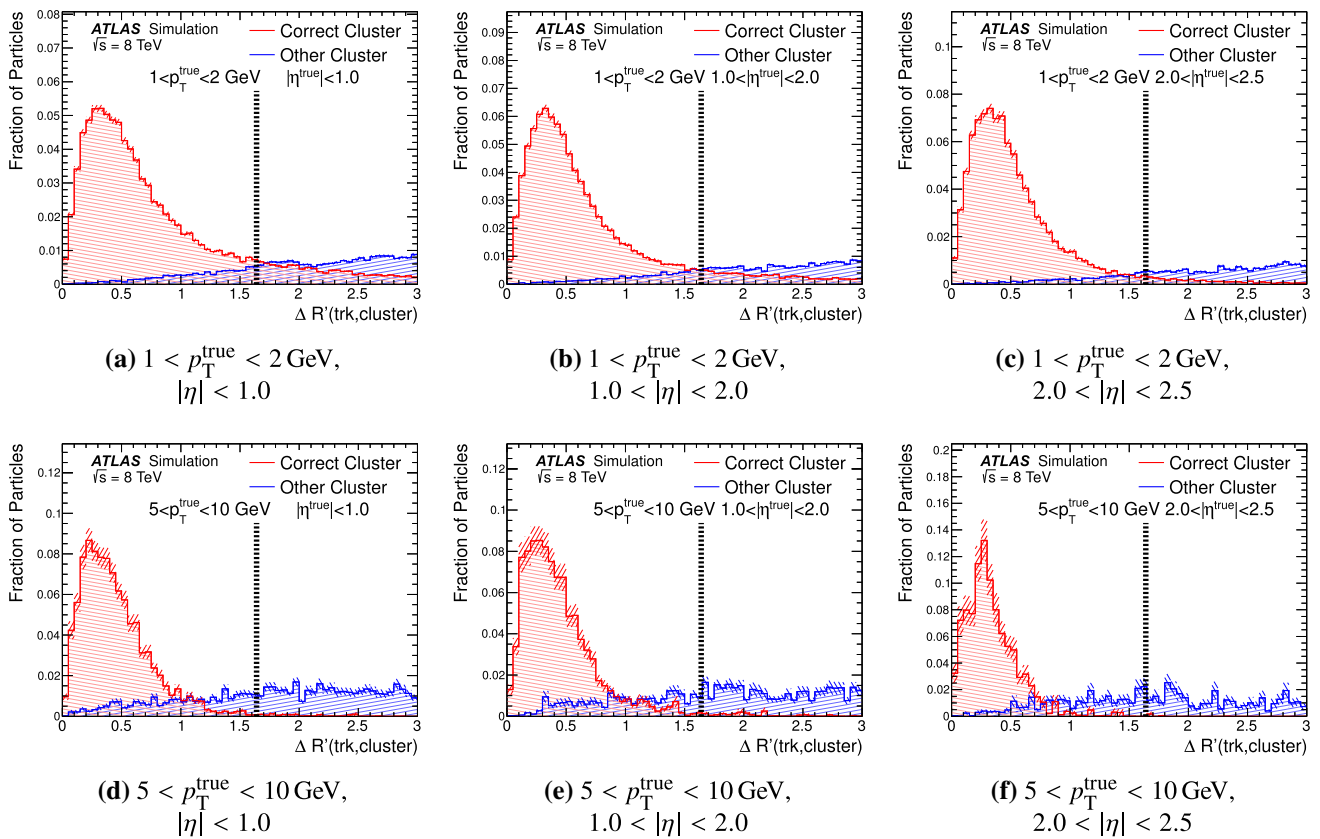 Fraction of Particles
0.08
0.07
0.06
0.05
0.04
0.03
0.02
0.01
0
ATLAS Simulation
√s = 8 TeV
Correct Cluster
Other Cluster
1<p_T^true<2 GeV |η^true|<1.0
0 0.5 1 1.5 2 2.5 3
Δ R'(trk,cluster)
(a) 1 < p_T^true < 2 GeV,
|η| < 1.0
Fraction of Particles
0.09
0.08
0.07
0.06
0.05
0.04
0.03
0.02
0.01
0
ATLAS Simulation
√s = 8 TeV
Correct Cluster
Other Cluster
1<p_T^true<2 GeV 1.0<|η^true|<2.0
0 0.5 1 1.5 2 2.5 3
Δ R'(trk,cluster)
(b) 1 < p_T^true < 2 GeV,
1.0 < |η| < 2.0
Fraction of Particles
0.1
0.08
0.06
0.04
0.02
0
ATLAS Simulation
√s = 8 TeV
Correct Cluster
Other Cluster
1<p_T^true<2 GeV 2.0<|η^true|<2.5
0 0.5 1 1.5 2 2.5 3
Δ R'(trk,cluster)
(c) 1 < p_T^true < 2 GeV,
2.0 < |η| < 2.5
Fraction of Particles
0.12
0.1
0.08
0.06
0.04
0.02
0
ATLAS Simulation
√s = 8 TeV
Correct Cluster
Other Cluster
5<p_T^true<10 GeV |η^true|<1.0
0 0.5 1 1.5 2 2.5 3
Δ R'(trk,cluster)
(d) 5 < p_T^true < 10 GeV,
|η| < 1.0
Fraction of Particles
0.12
0.1
0.08
0.06
0.04
0.02
0
ATLAS Simulation
√s = 8 TeV
Correct Cluster
Other Cluster
5<p_T^true<10 GeV 1.0<|η^true|<2.0
0 0.5 1 1.5 2 2.5 3
Δ R'(trk,cluster)
(e) 5 < p_T^true < 10 GeV,
1.0 < |η| < 2.0
Fraction of Particles
0.2
0.18
0.16
0.14
0.12
0.1
0.08
0.06
0.04
0.02
0
ATLAS Simulation
√s = 8 TeV
Correct Cluster
Other Cluster
5<p_T^true<10 GeV 2.0<|η^true|<2.5
0 0.5 1 1.5 2 2.5 3
Δ R'(trk,cluster)
(f) 5 < p_T^true < 10 GeV,
2.0 < |η| < 2.5